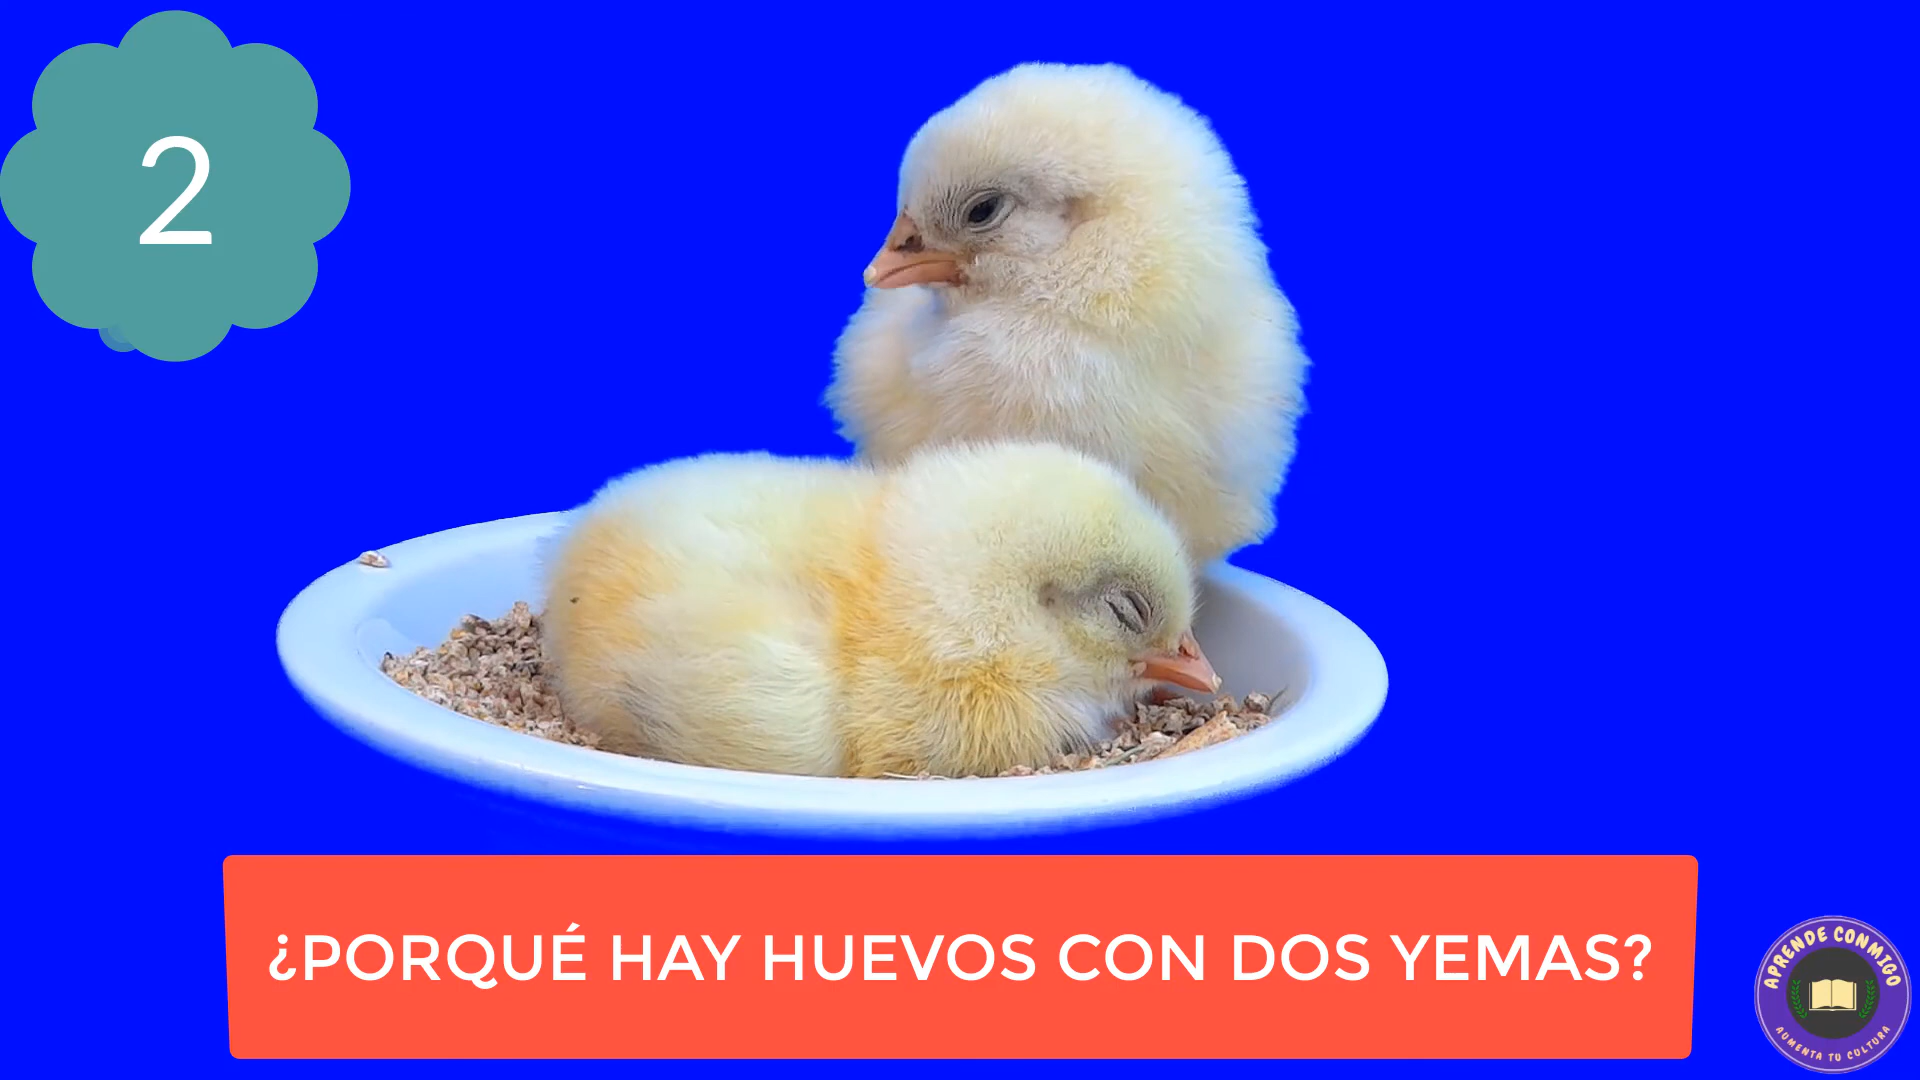 2
¿PORQUÉ HAY HUEVOS CON DOS YEMAS?
APRENDE CONMIGO
AUMENTA TU CULTURA